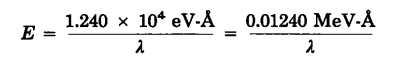 E = 1.240 × 10⁴ eV-Å / λ = 0.01240 MeV-Å / λ